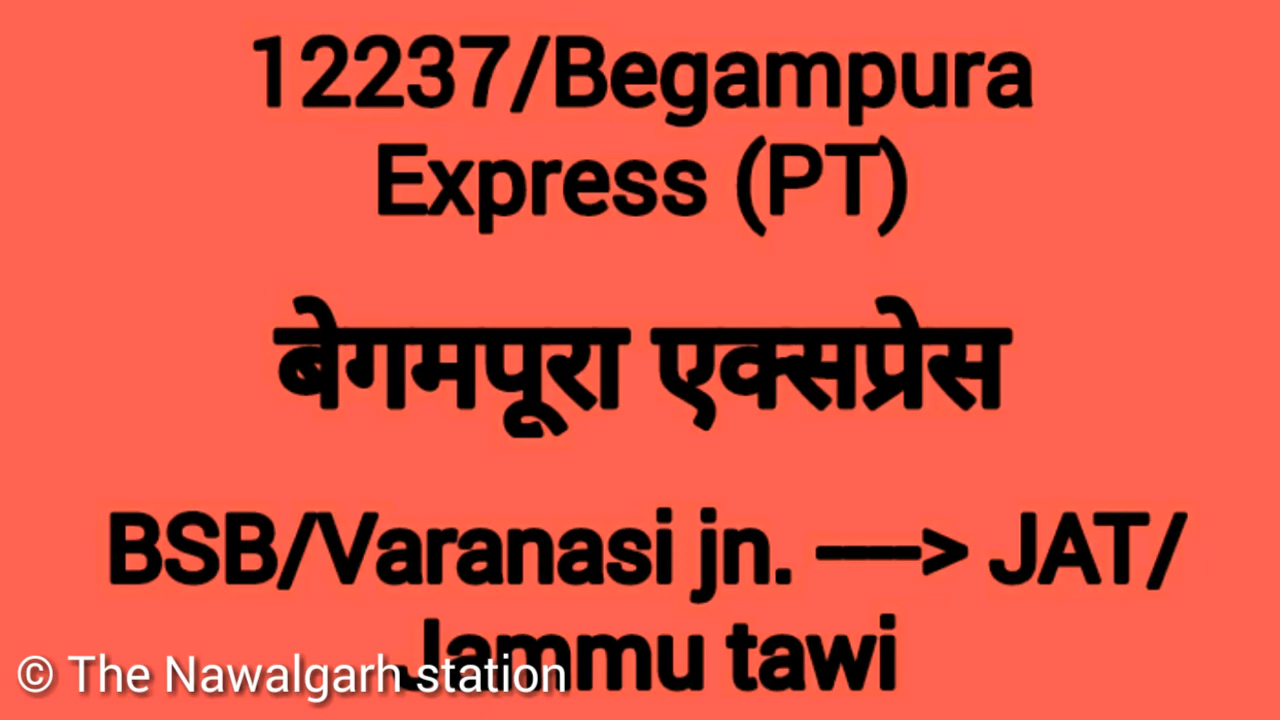 12237/Begampura
Express (PT)
बेगमपूरा एक्सप्रेस
BSB/Varanasi jn. —–> JAT/
Jammu tawi
© The Nawalgarh station